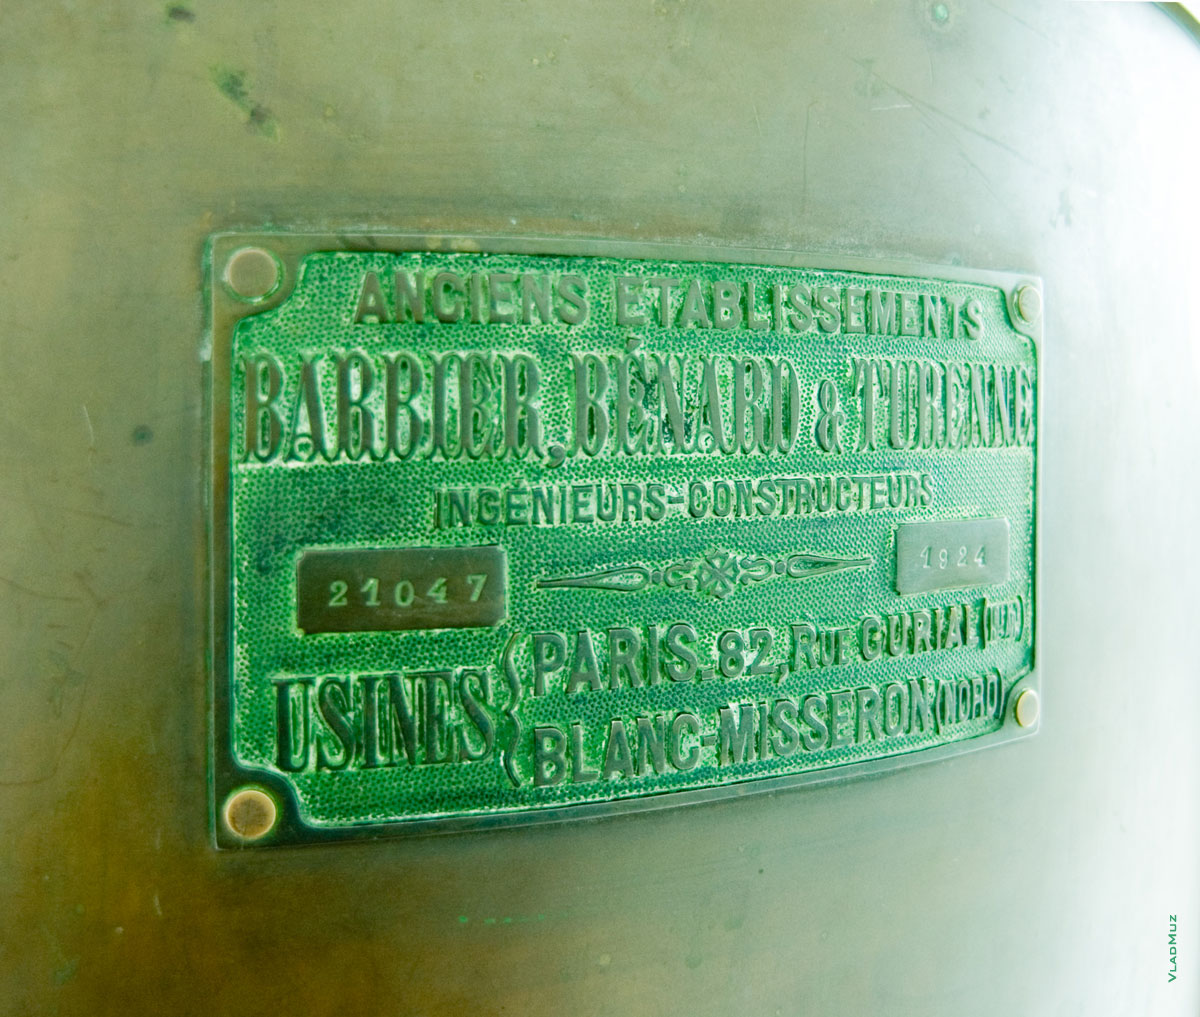 ANCIENS ETABLISSEMENTS
BARBIER, BÉNARD & TURENNE
INGÉNIEURS-CONSTRUCTEURS
21047 1924
USINES { PARIS. 82, RUE CURIAL
BLANC-MISSERON (NORD)
VLADMUZ